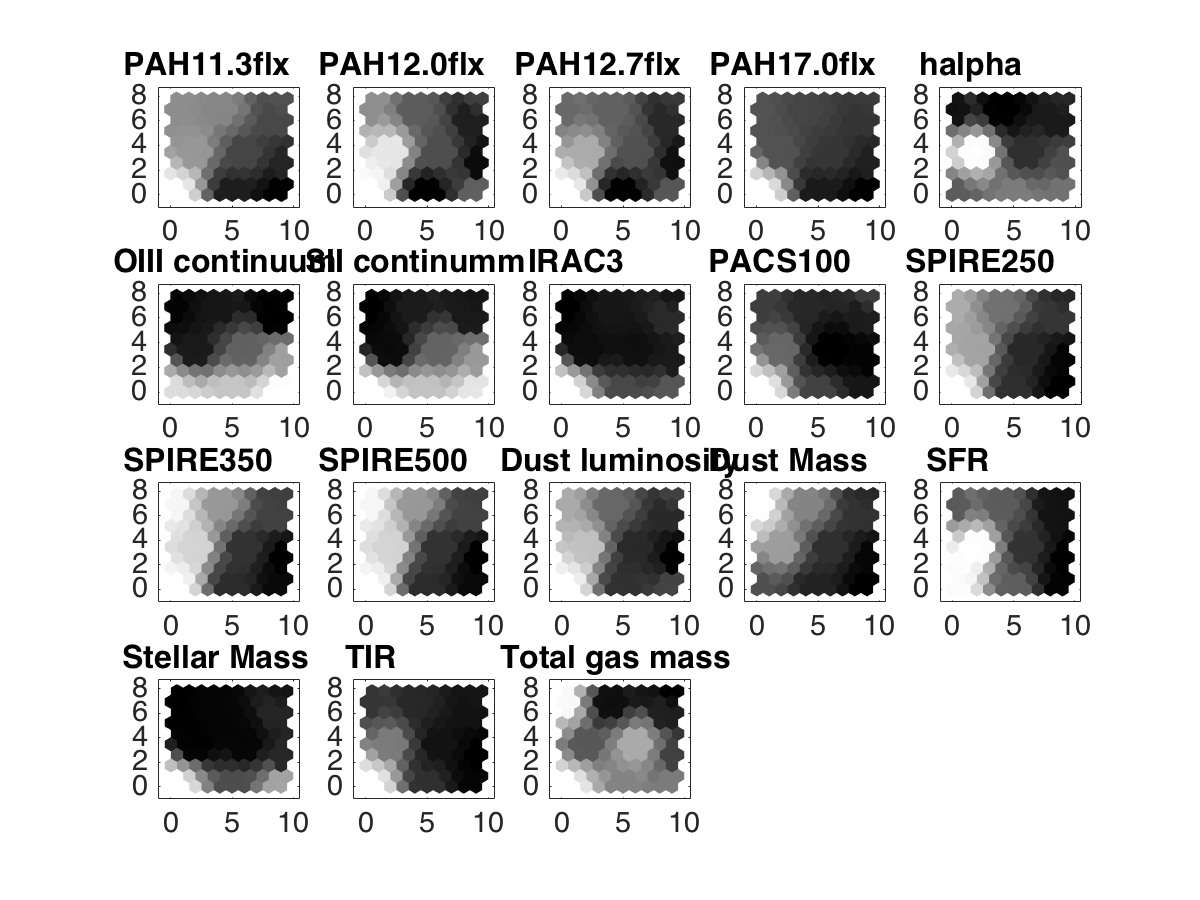 PAH11.3flx PAH12.0flx PAH12.7flx PAH17.0flx halpha
8 8 8 8 8
6 6 6 6 6
4 4 4 4 4
2 2 2 2 2
0 0 0 0 0
0 5 10 0 5 10 0 5 10 0 5 10 0 5 10
OIII continuum SII continumm IRAC3 PACS100 SPIRE250
8 8 8 8 8
6 6 6 6 6
4 4 4 4 4
2 2 2 2 2
0 0 0 0 0
0 5 10 0 5 10 0 5 10 0 5 10 0 5 10
SPIRE350 SPIRE500 Dust luminosity Dust Mass SFR
8 8 8 8 8
6 6 6 6 6
4 4 4 4 4
2 2 2 2 2
0 0 0 0 0
0 5 10 0 5 10 0 5 10 0 5 10 0 5 10
Stellar Mass TIR Total gas mass
8 8 8
6 6 6
4 4 4
2 2 2
0 0 0
0 5 10 0 5 10 0 5 10